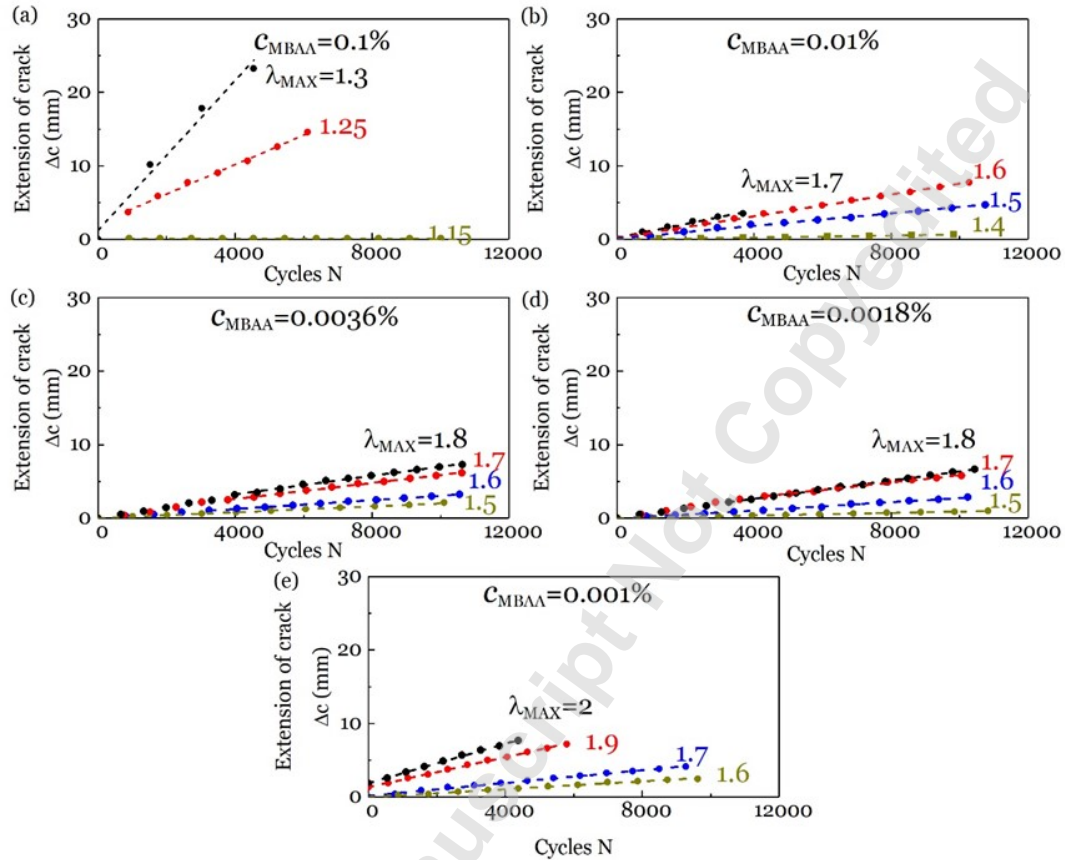 (a)
30
20
10
0
Extension of crack
Δc (mm)
c_MBAA=0.1%
λ_MAX=1.3
1.25
1.15
0 4000 8000 12000
Cycles N
(b)
30
20
10
0
Extension of crack
Δc (mm)
c_MBAA=0.01%
λ_MAX=1.7
1.6
1.5
1.4
0 4000 8000 12000
Cycles N
(c)
30
20
10
0
Extension of crack
Δc (mm)
c_MBAA=0.0036%
λ_MAX=1.8
1.7
1.6
1.5
0 4000 8000 12000
Cycles N
(d)
30
20
10
0
Extension of crack
Δc (mm)
c_MBAA=0.0018%
λ_MAX=1.8
1.7
1.6
1.5
0 4000 8000 12000
Cycles N
(e)
30
20
10
0
Extension of crack
Δc (mm)
c_MBAA=0.001%
λ_MAX=2
1.9
1.7
1.6
0 4000 8000 12000
Cycles N
uscript Not Copyedited